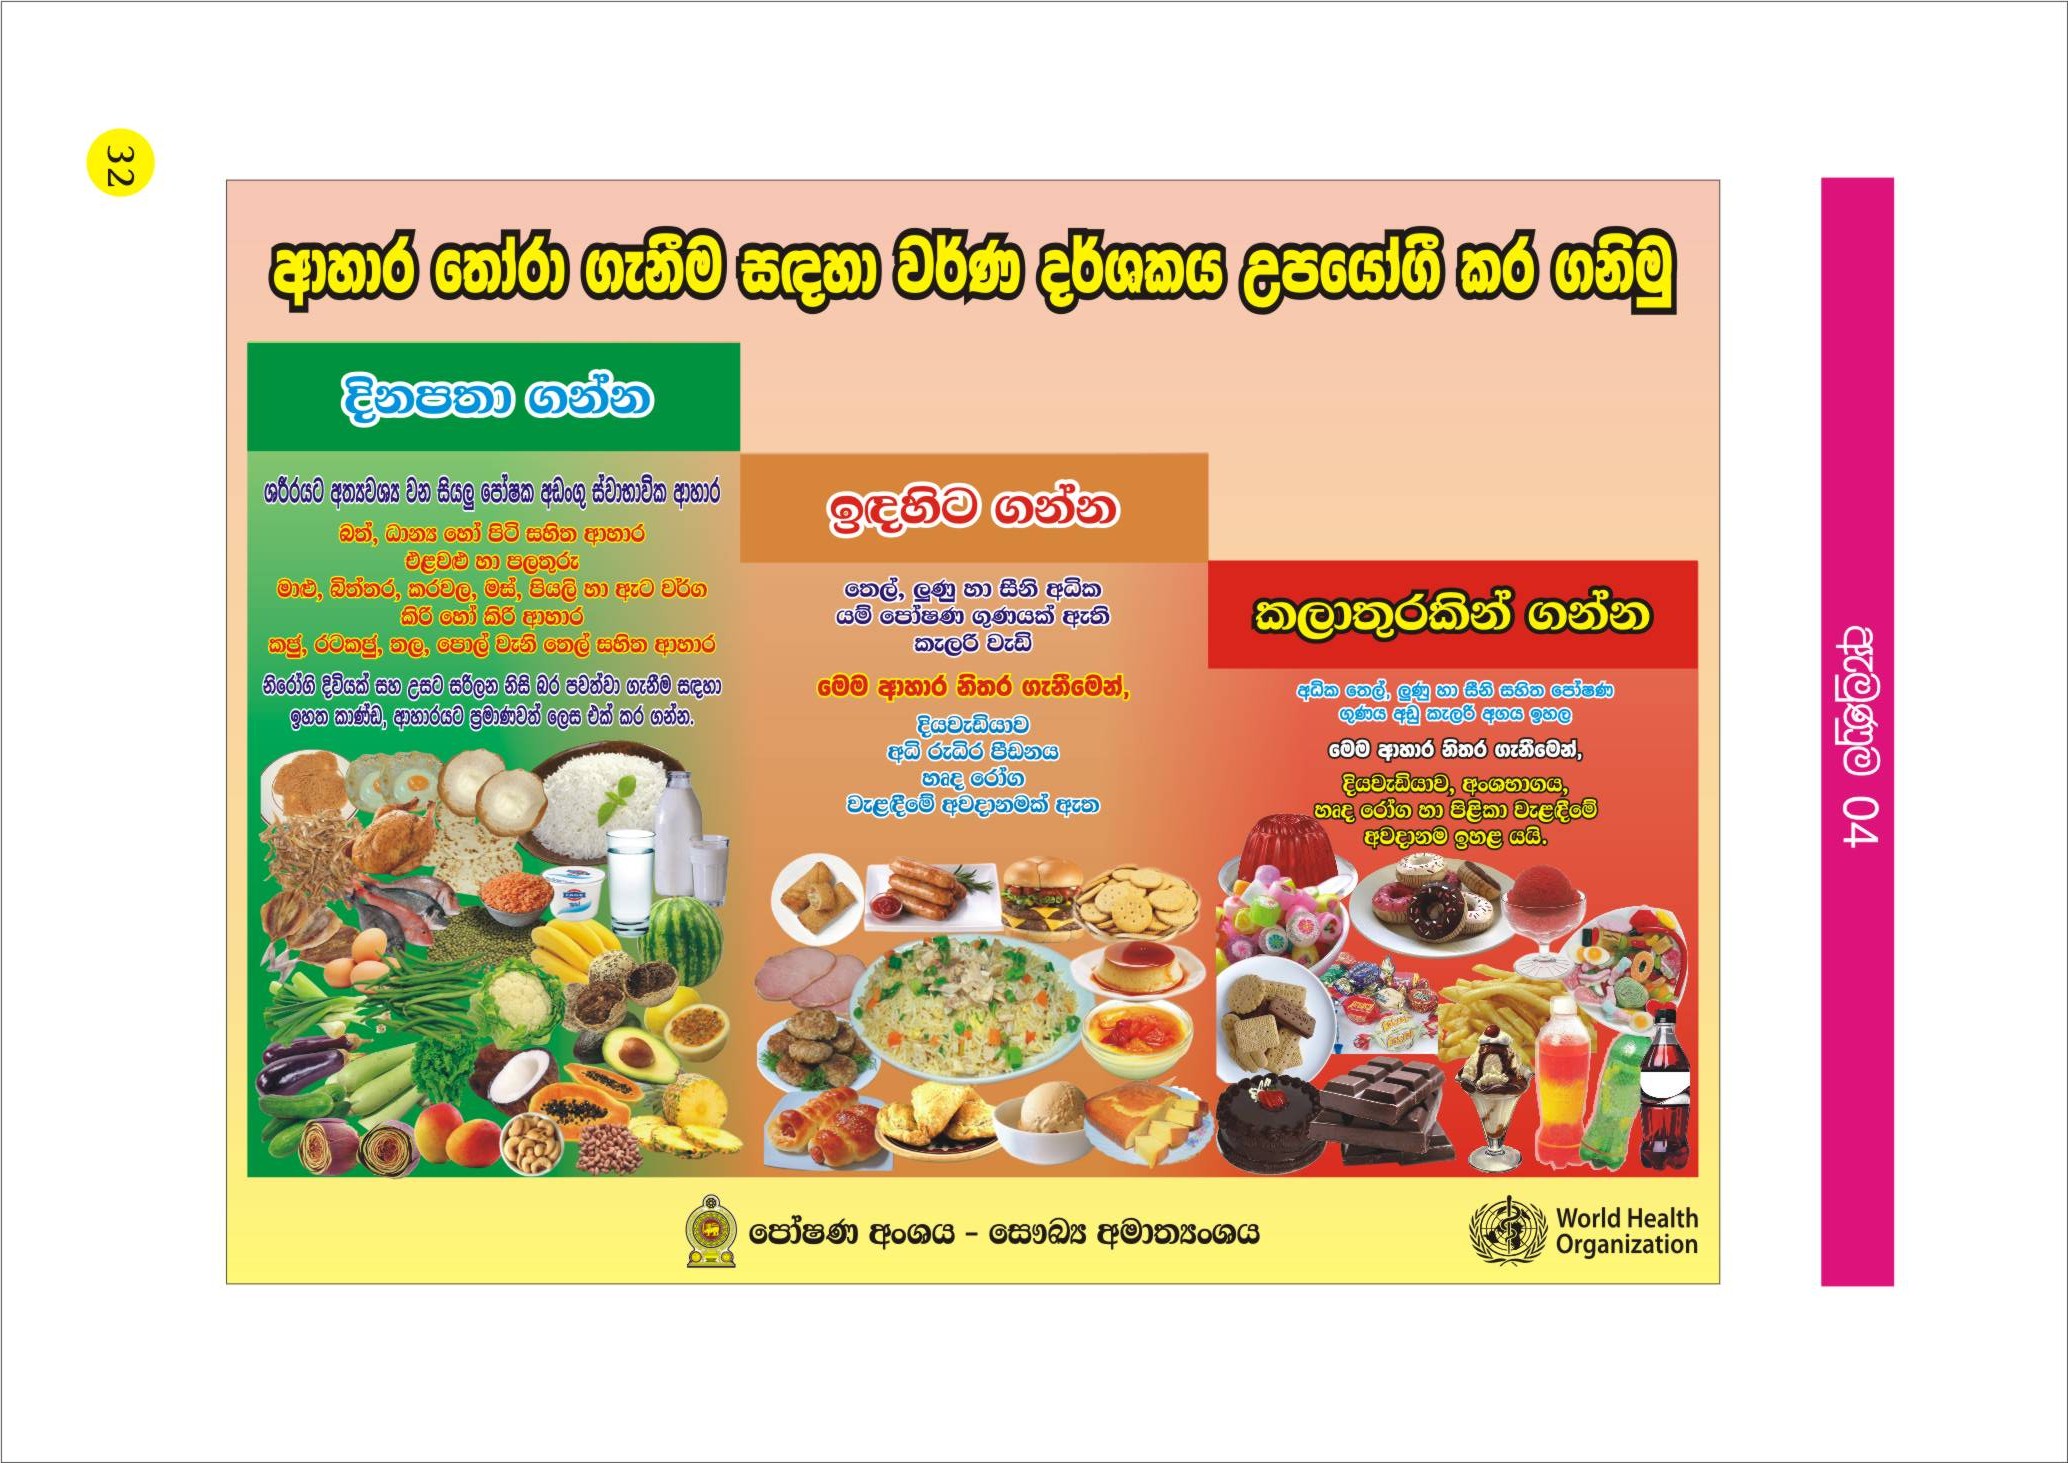 32
ආහාර තෝරා ගැනීම සඳහා වර්ණ දර්ශකය උපයෝගී කර ගනිමු
දිනපතා ගන්න
ශරීරයට අත්‍යවශ්‍ය වන සියලු පෝෂක අඩංගු ස්වාභාවික ආහාර
බත්, ධාන්‍ය හෝ පිටි සහිත ආහාර
එළවළු හා පලතුරු
මාළු, බිත්තර, කරවල, මස්, පියලි හා ඇට වර්ග
කිරි හෝ කිරි ආහාර
කජු, රටකජු, තල, පොල් වැනි තෙල් සහිත ආහාර
නිරෝගි දිවියක් සහ උසට සරිලන නිසි බර පවත්වා ගැනීම සඳහා
ඉහත කාණ්ඩ, ආහාරයට ප්‍රමාණවත් ලෙස එක් කර ගන්න.
ඉඳහිට ගන්න
තෙල්, ලුණු හා සීනි අධික
යම් පෝෂණ ගුණයක් ඇති
කැලරි වැඩි
මෙම ආහාර නිතර ගැනීමෙන්,
දියවැඩියාව
අධි රුධිර පීඩනය
හෘද රෝග
වැළඳීමේ අවදානමක් ඇත
කලාතුරකින් ගන්න
අධික තෙල්, ලුණු හා සීනි සහිත පෝෂණ
ගුණය අඩු කැලරි අගය ඉහල
මෙම ආහාර නිතර ගැනීමෙන්,
දියවැඩියාව, අංශභාගය,
හෘද රෝග හා පිළිකා වැළඳීමේ
අවදානම ඉහළ යයි.
පෝෂණ අංශය - සෞඛ්‍ය අමාත්‍යංශය
World Health
Organization
ඇමුණුම 04